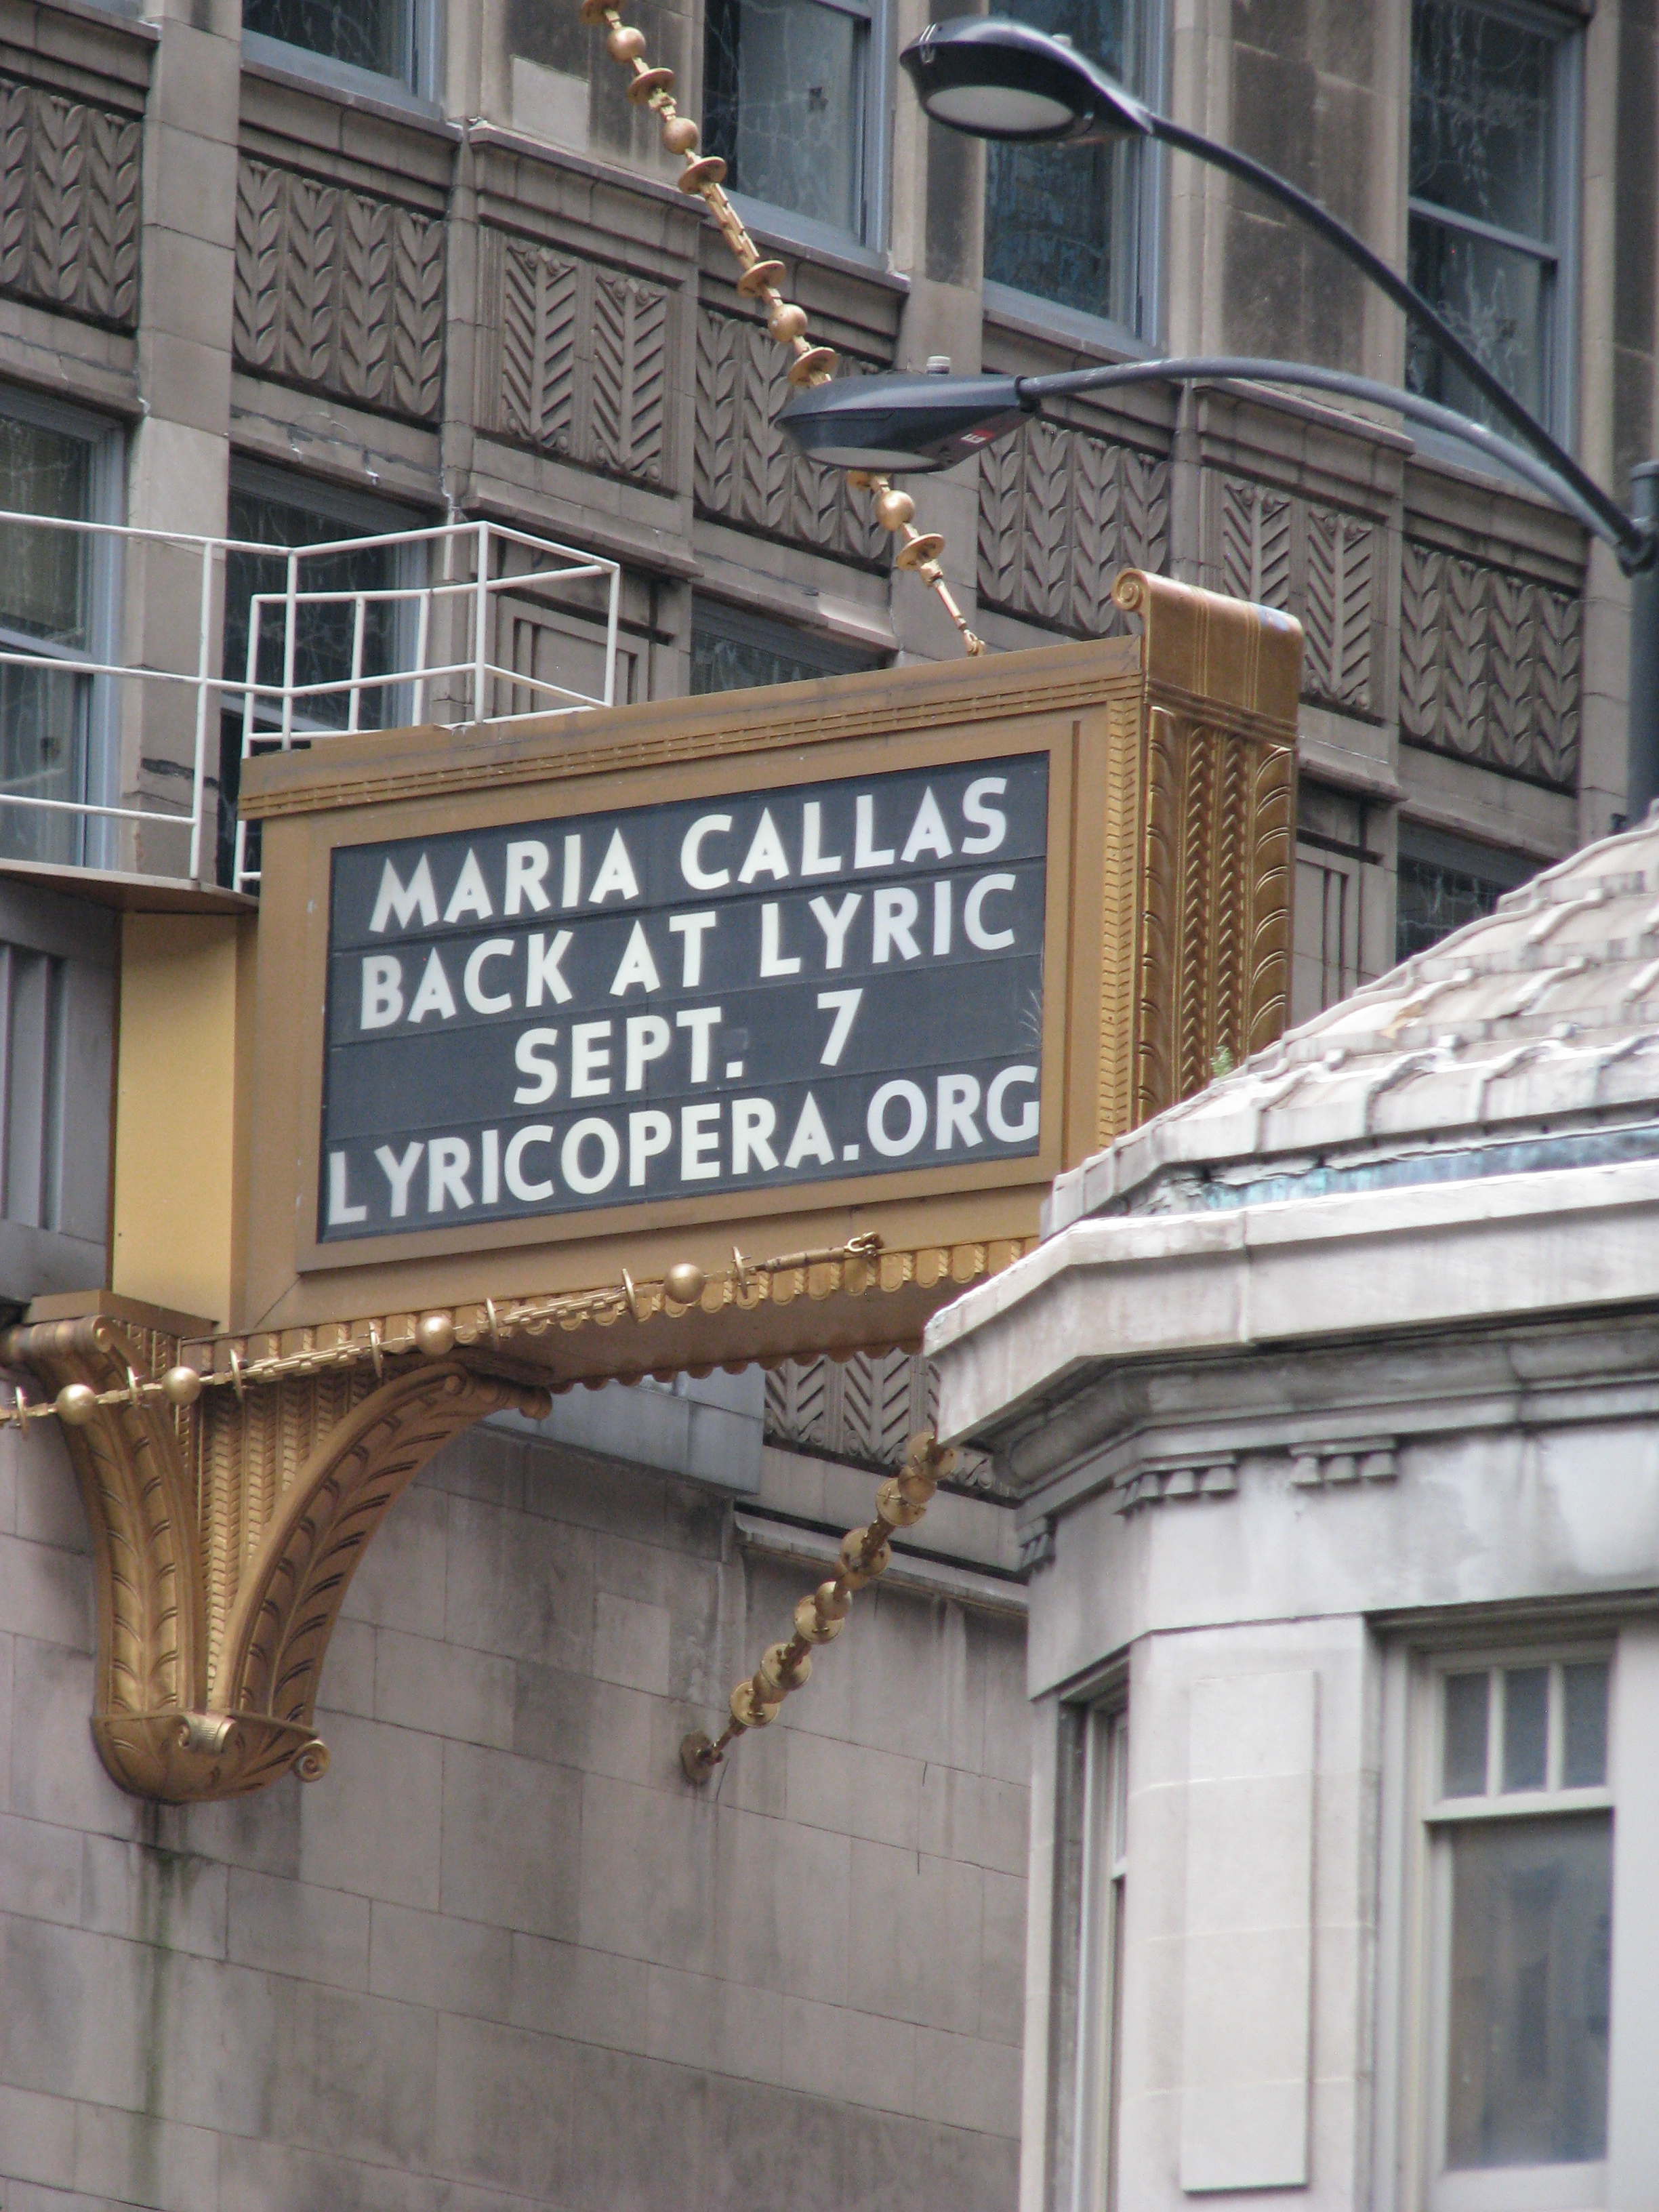 MARIA CALLAS
BACK AT LYRIC
SEPT. 7
LYRICOPERA.ORG